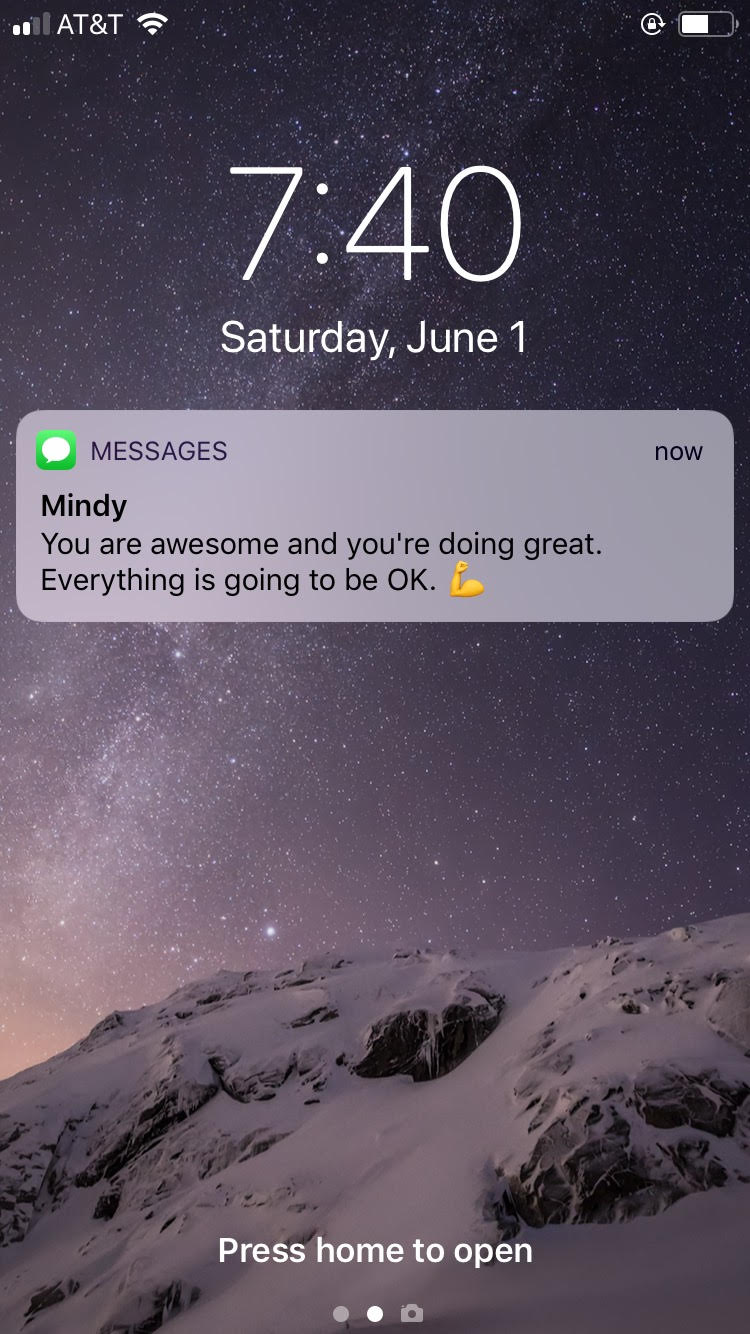 AT&T
7:40
Saturday, June 1
MESSAGES now
Mindy
You are awesome and you're doing great.
Everything is going to be OK. 💪
Press home to open